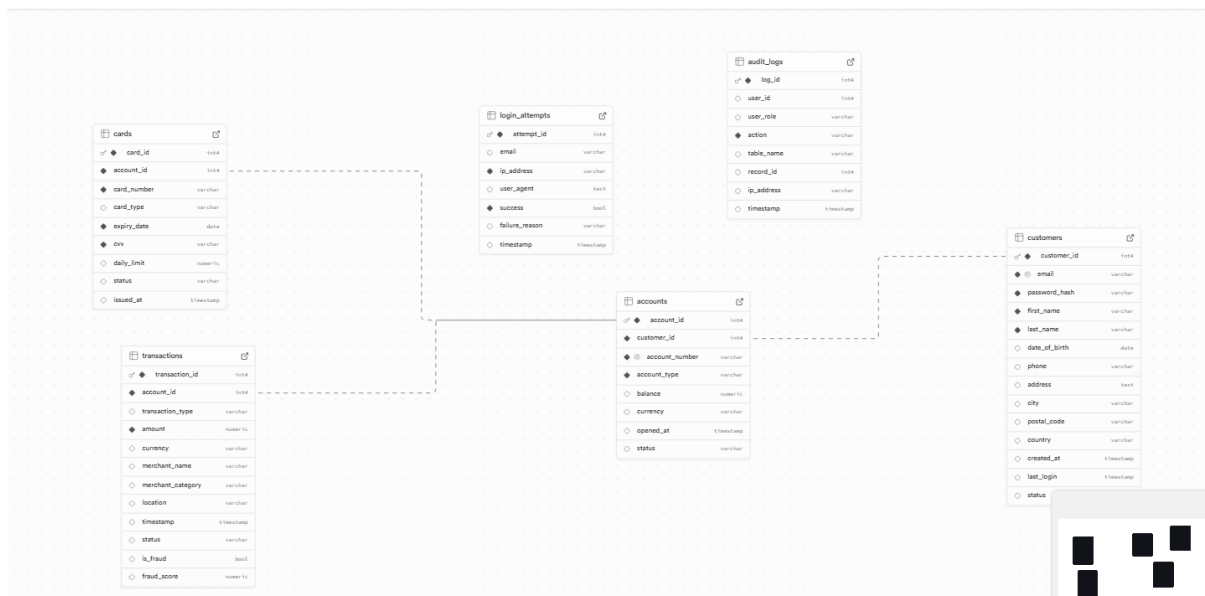 cards
card_id int4
account_id int4
card_number varchar
card_type varchar
expiry_date date
cvv varchar
daily_limit numeric
status varchar
issued_at timestamp
transactions
transaction_id int4
account_id int4
transaction_type varchar
amount numeric
currency varchar
merchant_name varchar
merchant_category varchar
location varchar
timestamp timestamp
status varchar
is_fraud bool
fraud_score numeric
login_attempts
attempt_id int4
email varchar
ip_address varchar
user_agent text
success bool
failure_reason varchar
timestamp timestamp
accounts
account_id int4
customer_id int4
account_number varchar
account_type varchar
balance numeric
currency varchar
opened_at timestamp
status varchar
audit_logs
log_id int4
user_id int4
user_role varchar
action varchar
table_name varchar
record_id int4
ip_address varchar
timestamp timestamp
customers
customer_id int4
email varchar
password_hash varchar
first_name varchar
last_name varchar
date_of_birth date
phone varchar
address text
city varchar
postal_code varchar
country varchar
created_at timestamp
last_login timestamp
status